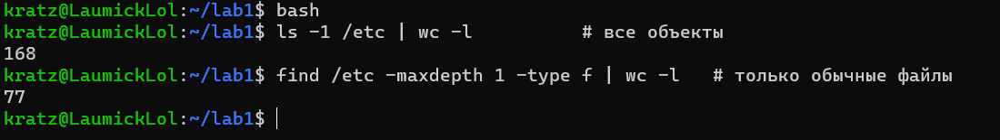 kratz@LaumickLol:~/lab1$ bash
kratz@LaumickLol:~/lab1$ ls -1 /etc | wc -l          # все объекты
168
kratz@LaumickLol:~/lab1$ find /etc -maxdepth 1 -type f | wc -l   # только обычные файлы
77
kratz@LaumickLol:~/lab1$